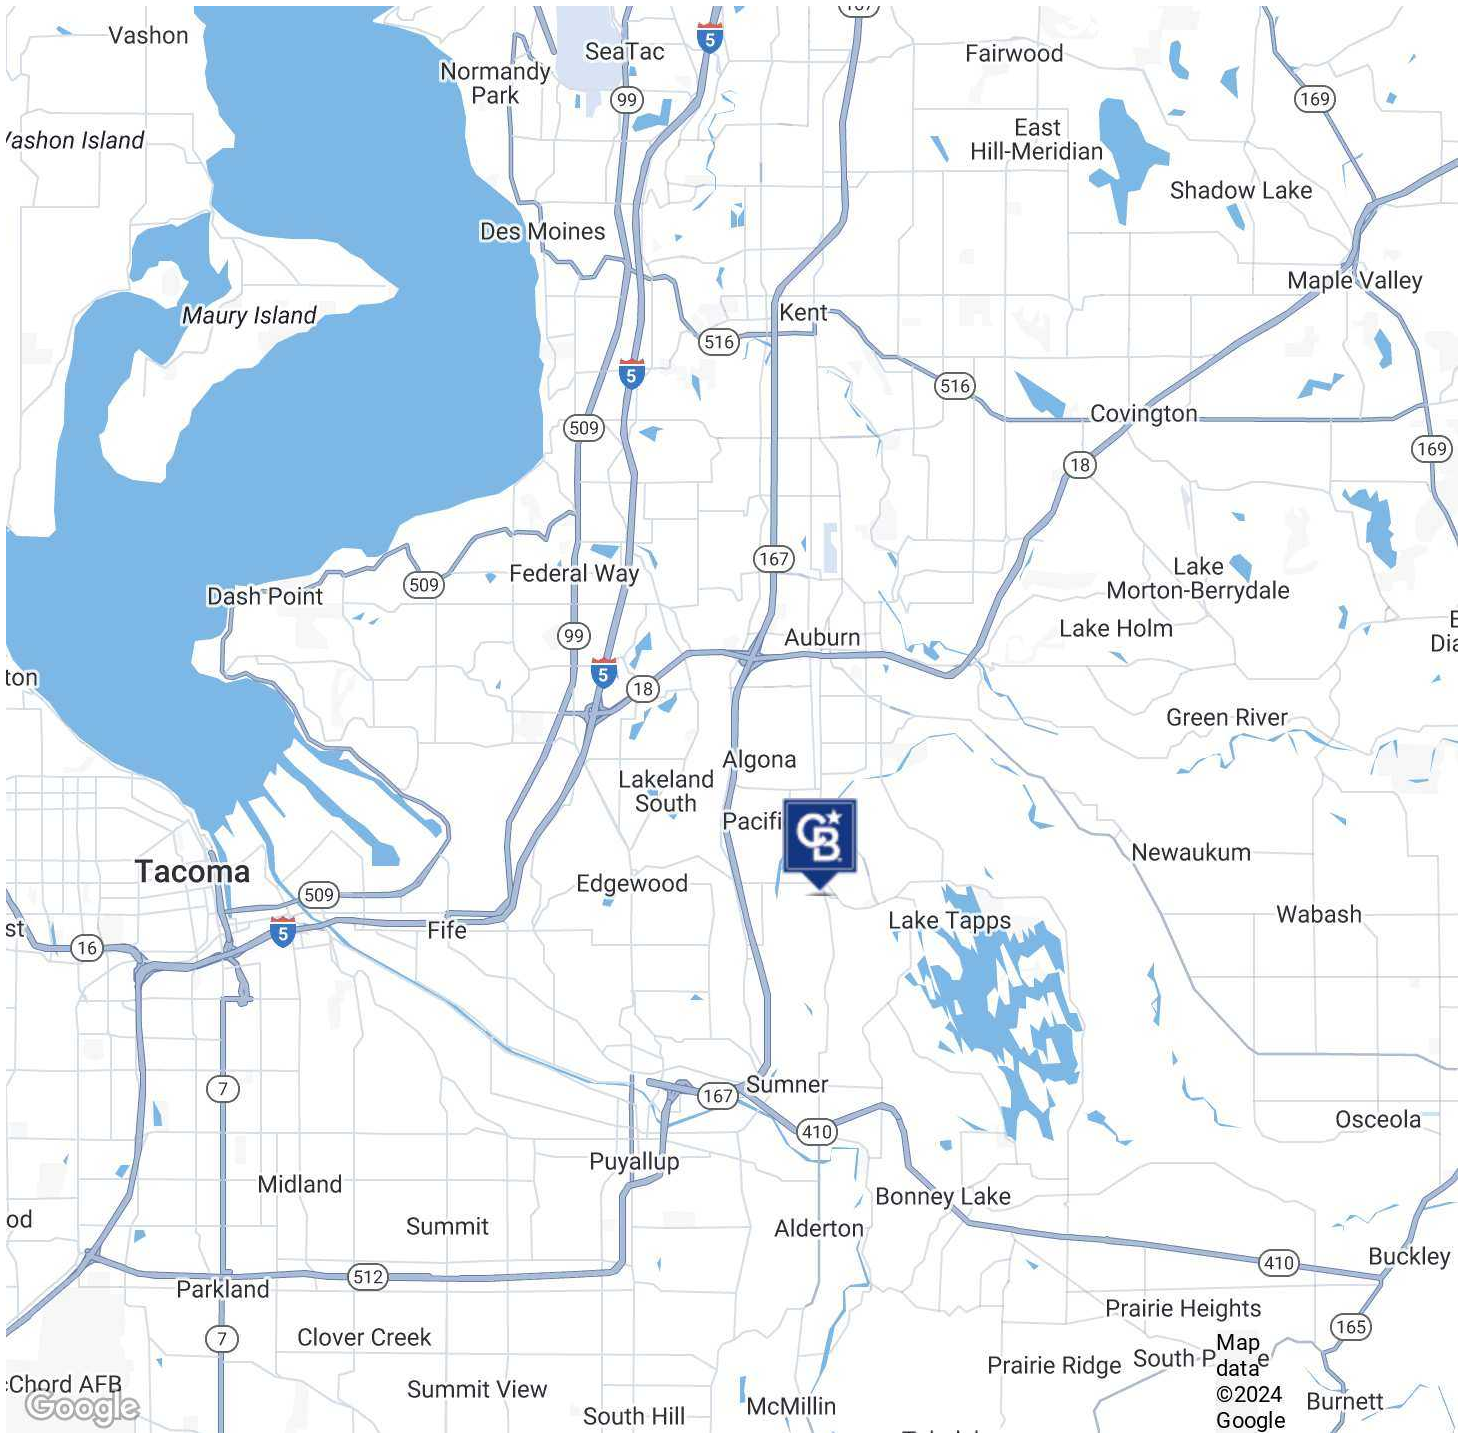 Vashon
SeaTac
5
167
Fairwood
Normandy
Park
99
169
Vashon Island
East
Hill-Meridian
Shadow Lake
Des Moines
Maple Valley
Maury Island
Kent
516
5
516
Covington
509
169
18
167
Federal Way
509
Lake
Morton-Berrydale
Dash Point
99
Auburn
Lake Holm
E
Dia
ton
5
18
Green River
Algona
Lakeland
South
Pacifi
CB
Newaukum
Tacoma
Edgewood
509
Lake Tapps
Wabash
st
16
5
Fife
7
167
Sumner
410
Osceola
Puyallup
Midland
Bonney Lake
od
Summit
Alderton
Buckley
512
410
Parkland
Prairie Heights
7
Clover Creek
165
Prairie Ridge
South P
e
Map
data
©2024
Google
cChord AFB
Summit View
Burnett
Google
South Hill
McMillin